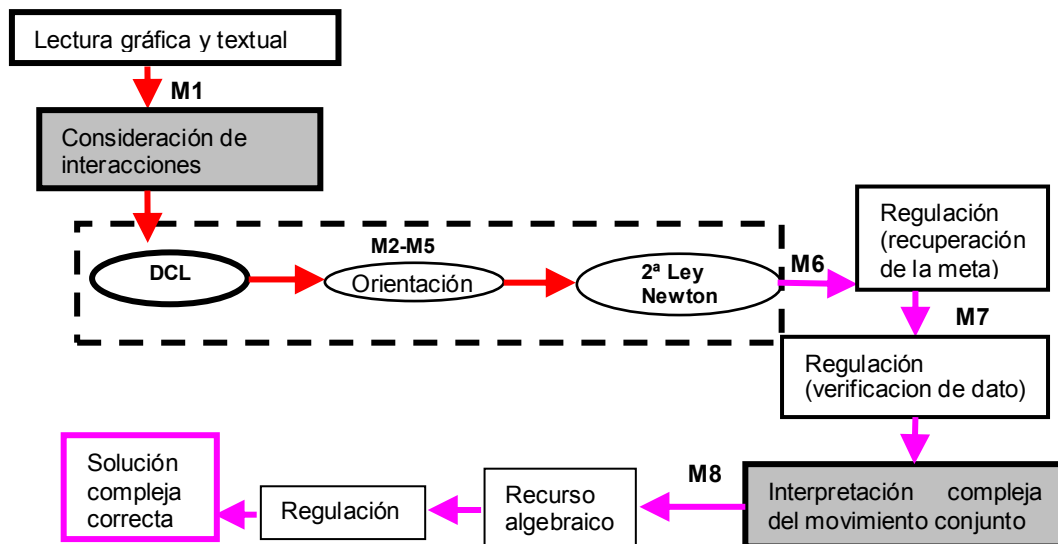 Lectura gráfica y textual
M1
Consideración de
interacciones
DCL
M2-M5
Orientación
2ª Ley
Newton
M6
Regulación
(recuperación
de la meta)
M7
Regulación
(verificacion de dato)
Interpretación compleja
del movimiento conjunto
M8
Recurso
algebraico
Regulación
Solución
compleja
correcta